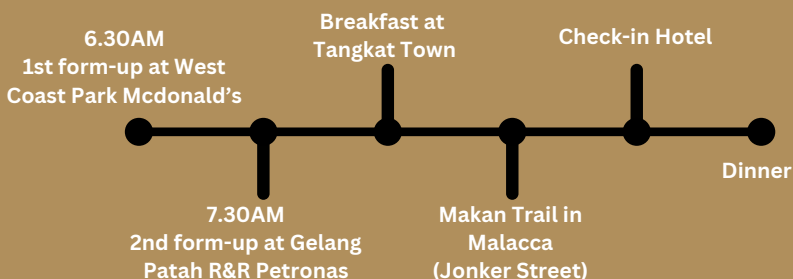 6.30AM
1st form-up at West
Coast Park Mcdonald's
7.30AM
2nd form-up at Gelang
Patah R&R Petronas
Breakfast at
Tangkat Town
Makan Trail in
Malacca
(Jonker Street)
Check-in Hotel
Dinner